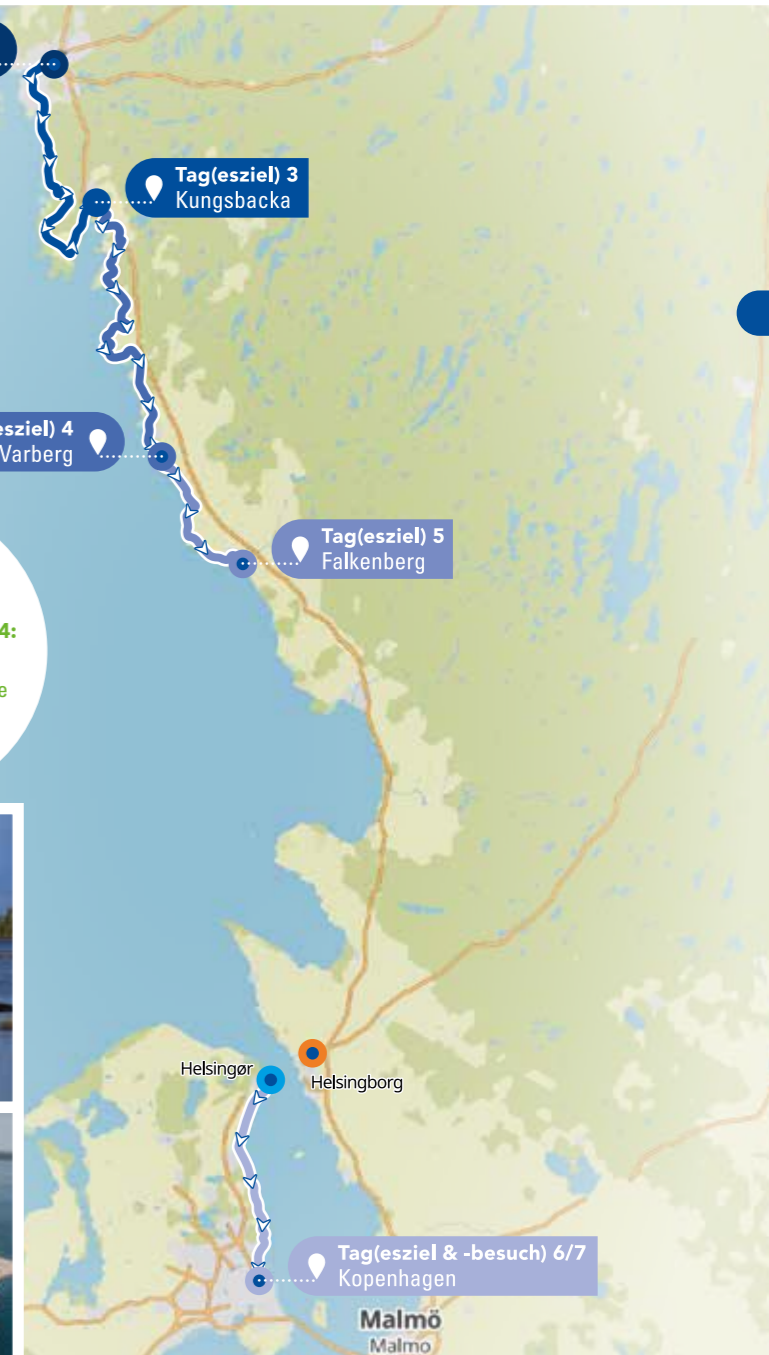 Tag(esziel) 3
Kungsbacka
esziel) 4
Varberg
Tag(esziel) 5
Falkenberg
4:
e
Helsingør
Helsingborg
Tag(esziel & -besuch) 6/7
Kopenhagen
Malmö
Malmo